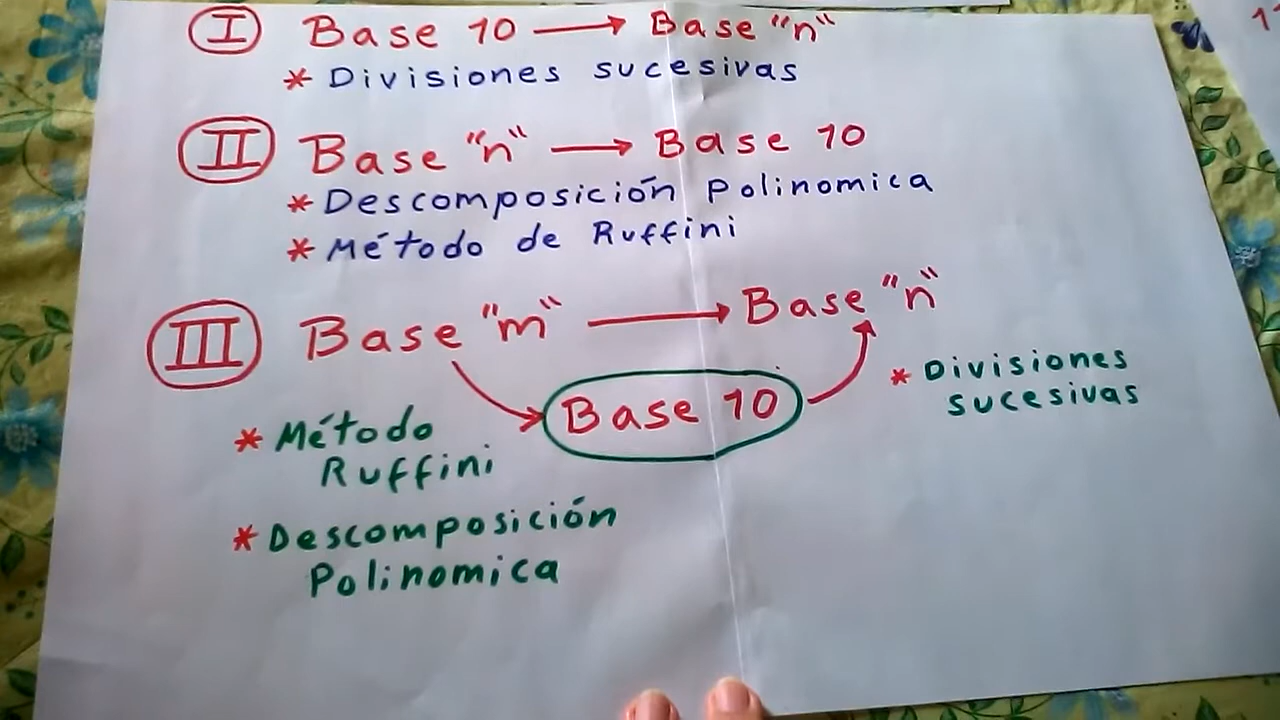 I Base 10 → Base "n"
* Divisiones sucesivas
II Base "n" → Base 10
* Descomposición Polinomica
* Método de Ruffini
III Base "m" → Base "n"
Base 10
* Divisiones
sucesivas
* Método
Ruffini
* Descomposición
Polinomica